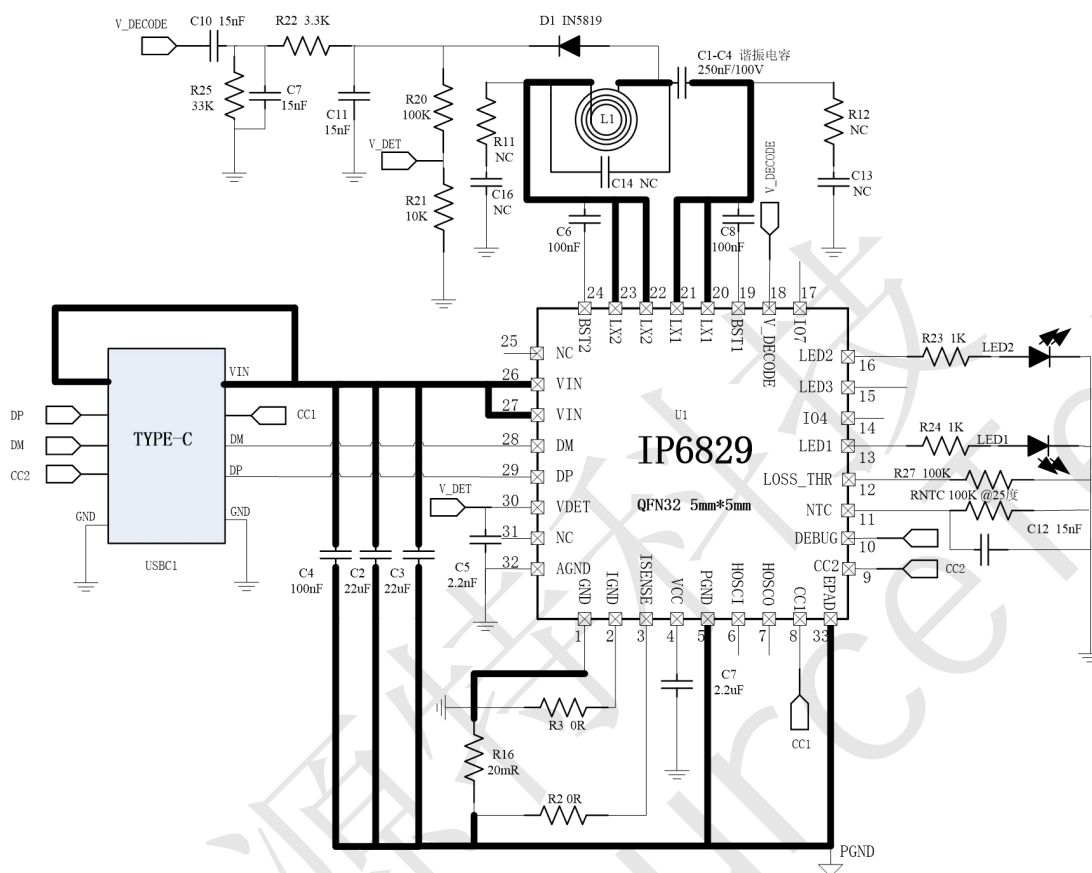 V_DECODE
C10 15nF
R22 3.3K
D1 IN5819
C1-C4 谐振电容
250nF/100V
R25
33K
C7
15nF
C11
15nF
R20
100K
V_DET
R21
10K
R11
NC
C16
NC
L1
C14 NC
R12
NC
C13
NC
V_DECODE
C6
100nF
C8
100nF
24 23 22 21 20 19 18 17
BST2 LX2 LX2 LX1 LX1 BST1 V_DECODE IO7
25 NC
26 VIN
27 VIN
28 DM
29 DP
30 VDET
31 NC
32 AGND
U1
IP6829
QFN32 5mm*5mm
LED2 16
LED3 15
IO4 14
LED1 13
LOSS_THR 12
NTC 11
DEBUG 10
CC2 9
GND IGND ISENSE VCC PGND HOSCI HOSCO CC1 EPAD
1 2 3 4 5 6 7 8 33
R23 1K
LED2
R24 1K
LED1
R27 100K
RNTC 100K @25度
C12 15nF
CC2
TYPE-C
VIN
CC1
DM
DP
GND
DP
DM
CC2
GND
USBC1
V_DET
C5
2.2nF
C4
100nF
C2
22uF
C3
22uF
R3 0R
R16
20mR
R2 0R
C7
2.2uF
CC1
PGND